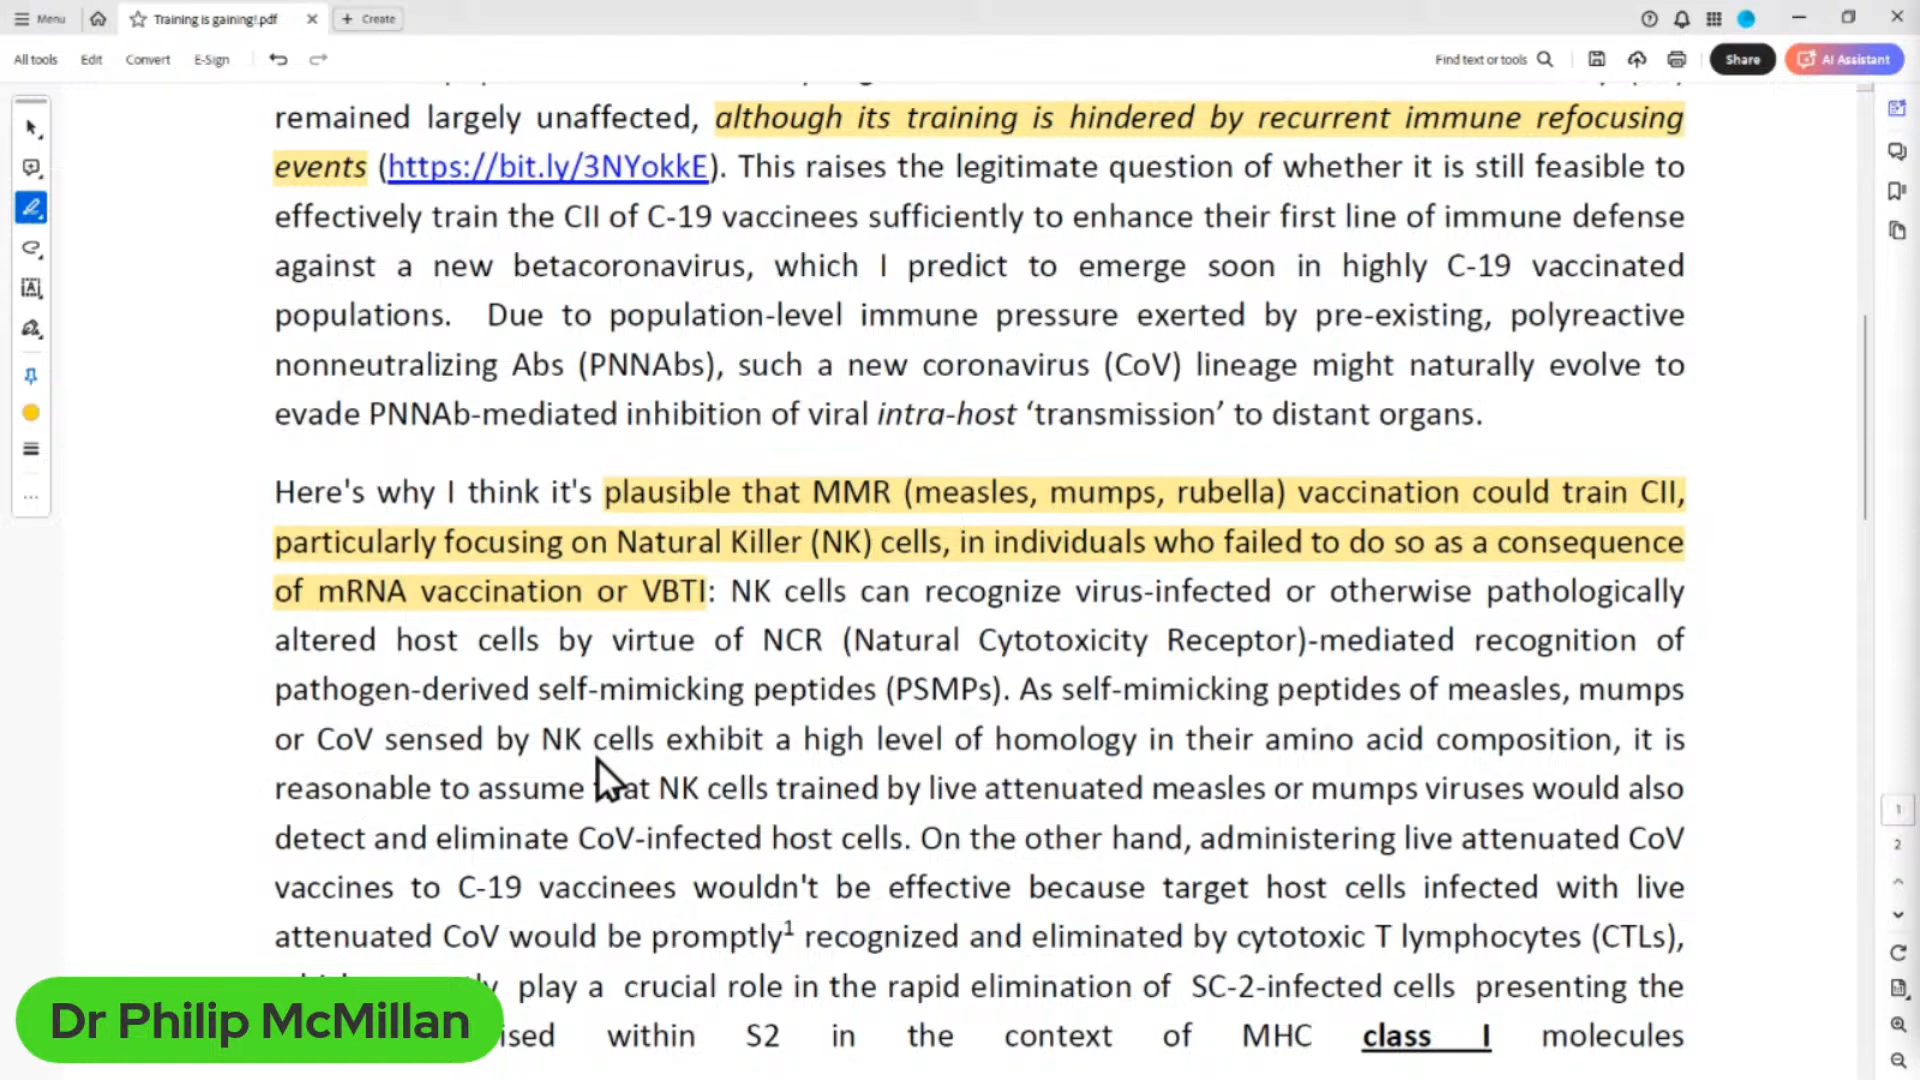 Menu
Training is gaining!.pdf
Create
All tools
Edit
Convert
E-Sign
Find text or tools
Share
AI Assistant
remained largely unaffected, although its training is hindered by recurrent immune refocusing
events (https://bit.ly/3NYokkE). This raises the legitimate question of whether it is still feasible to
effectively train the CII of C-19 vaccinees sufficiently to enhance their first line of immune defense
against a new betacoronavirus, which I predict to emerge soon in highly C-19 vaccinated
populations. Due to population-level immune pressure exerted by pre-existing, polyreactive
nonneutralizing Abs (PNNAbs), such a new coronavirus (CoV) lineage might naturally evolve to
evade PNNAb-mediated inhibition of viral intra-host ‘transmission’ to distant organs.
Here's why I think it's plausible that MMR (measles, mumps, rubella) vaccination could train CII,
particularly focusing on Natural Killer (NK) cells, in individuals who failed to do so as a consequence
of mRNA vaccination or VBTI: NK cells can recognize virus-infected or otherwise pathologically
altered host cells by virtue of NCR (Natural Cytotoxicity Receptor)-mediated recognition of
pathogen-derived self-mimicking peptides (PSMPs). As self-mimicking peptides of measles, mumps
or CoV sensed by NK cells exhibit a high level of homology in their amino acid composition, it is
reasonable to assume that NK cells trained by live attenuated measles or mumps viruses would also
detect and eliminate CoV-infected host cells. On the other hand, administering live attenuated CoV
vaccines to C-19 vaccinees wouldn't be effective because target host cells infected with live
attenuated CoV would be promptly1 recognized and eliminated by cytotoxic T lymphocytes (CTLs),
play a crucial role in the rapid elimination of SC-2-infected cells presenting the
within S2 in the context of MHC class I molecules
Dr Philip McMillan
1
2